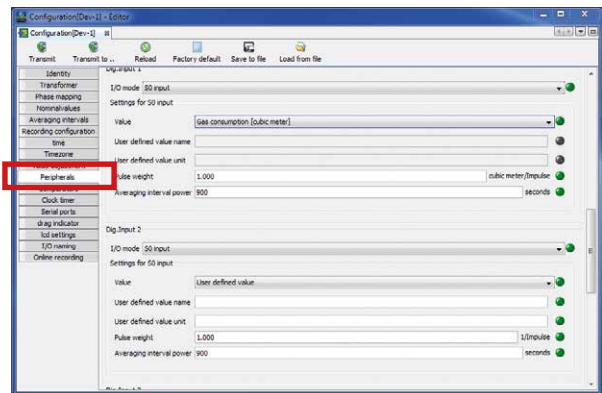 Configuration[Dev-1] - Editor
Configuration[Dev-1]
Transmit Transmit to .. Reload Factory default Save to file Load from file
Identity
Transformer
Phase mapping
Nominalvalues
Averaging intervals
Recording configuration
time
Timezone
Peripherals
Clock timer
Serial ports
drag indicator
lcd settings
I/O naming
Online recording
Dig.Input 1
I/O mode S0 input
Settings for S0 input
Value Gas consumption [cubic meter]
User defined value name
User defined value unit
Pulse weight 1.000 cubic meter/Impulse
Averaging interval power 900 seconds
Dig.Input 2
I/O mode S0 input
Settings for S0 input
Value User defined value
User defined value name
User defined value unit
Pulse weight 1.000 1/Impulse
Averaging interval power 900 seconds